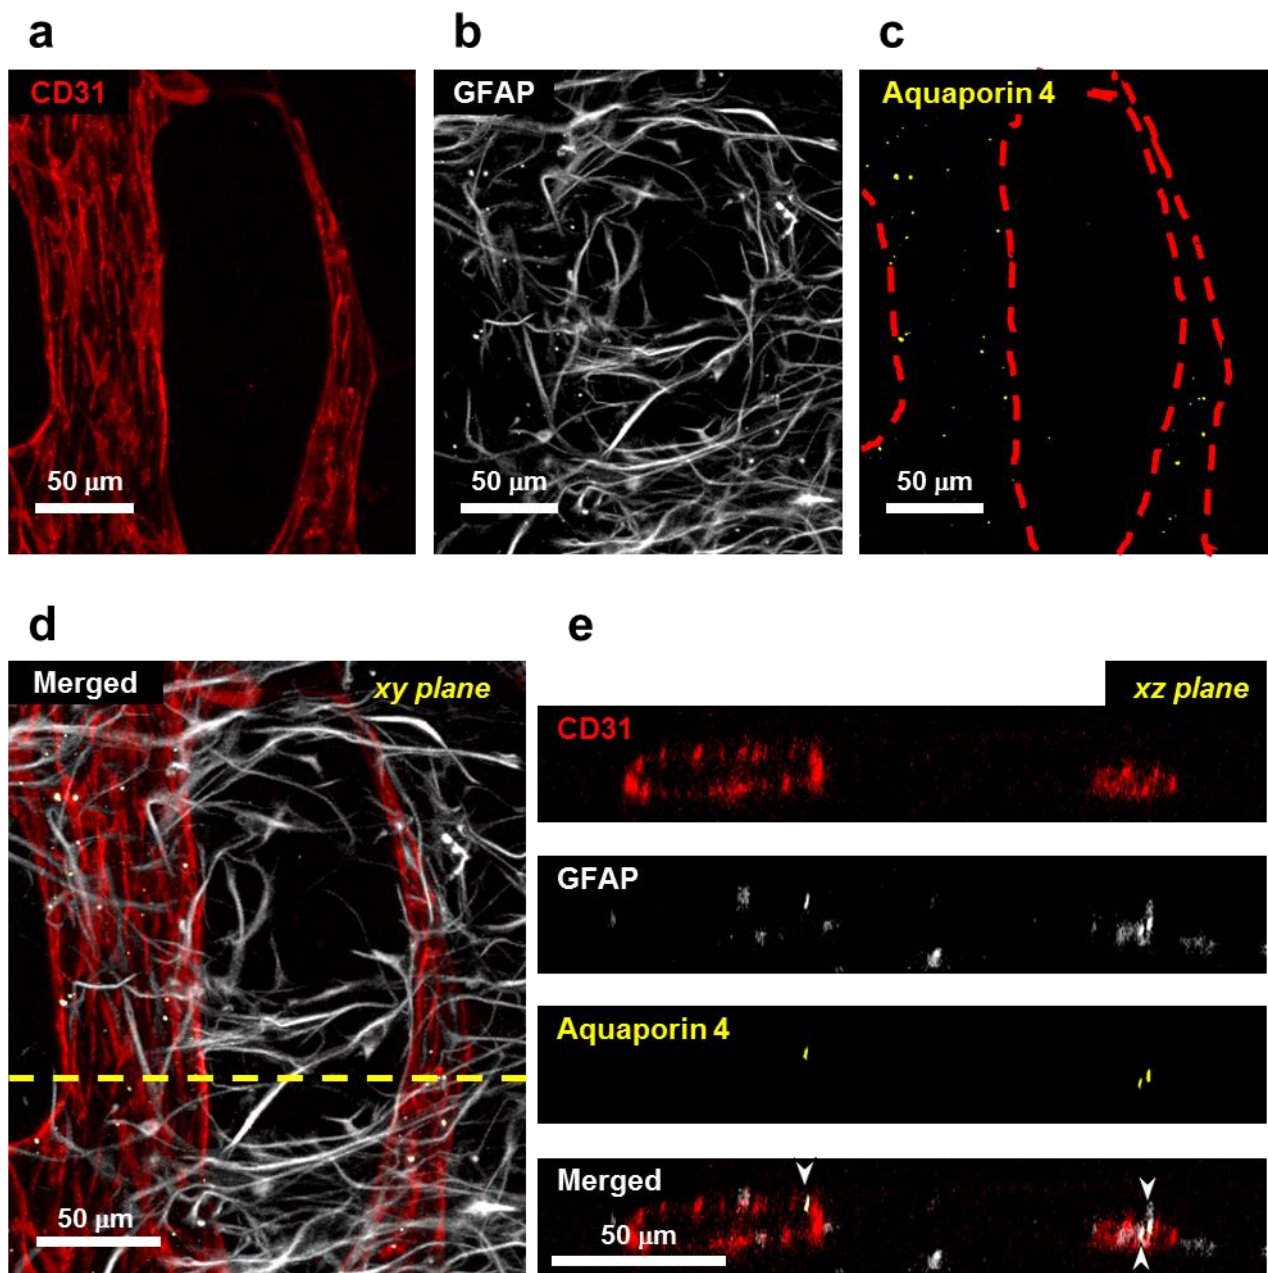 a
CD31
50 μm
b
GFAP
50 μm
c
Aquaporin 4
50 μm
d
Merged
xy plane
50 μm
e
xz plane
CD31
GFAP
Aquaporin 4
Merged
50 μm